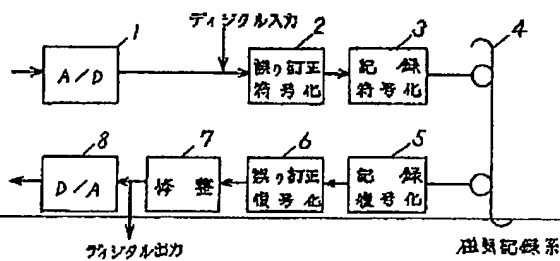 ディジタル入力
1
2
3
4
A/D
誤り訂正
符号化
記録
符号化
8
7
6
5
D/A
修整
誤り訂正
復号化
記録
復号化
ディジタル出力
磁気記録系